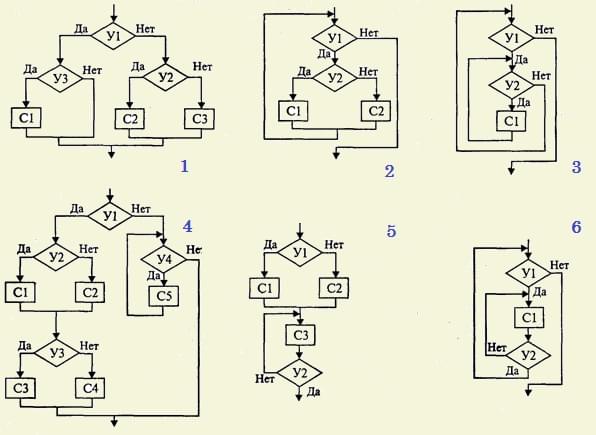 У1
Да Нет
Да У3 Нет
Да У2 Нет
С1 С2 С3
1
У1 Нет
Да
Да У2 Нет
С1 С2
2
У1 Нет
Да
У2 Нет
Да
С1
3
Да У1 Нет
4
Да У2 Нет
У4 Не
Да
С1 С2 С5
Да У3 Нет
С3 С4
5
Да У1 Нет
С1 С2
С3
У2
Нет Да
6
У1 Нет
Да
С1
Нет У2
Да